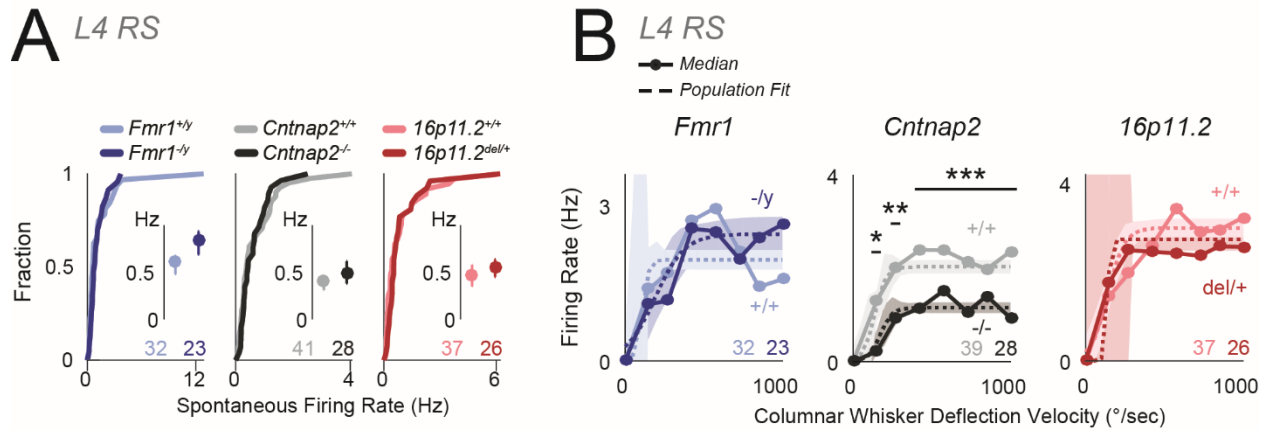 A L4 RS
Fmr1+/y
Fmr1-/y
Cntnap2+/+
Cntnap2-/-
16p11.2+/+
16p11.2del/+
Fraction
1
0.5
0
Hz
0.5
0
32 23
0 12
Hz
0.5
0
41 28
0 4
Hz
0.5
0
37 26
0 6
Spontaneous Firing Rate (Hz)
B L4 RS
Median
Population Fit
Firing Rate (Hz)
Fmr1
3
0
-/y
+/+
32 23
0 1000
Cntnap2
4
0
*
**
***
+/+
-/-
39 28
0 1000
16p11.2
4
0
+/+
del/+
37 26
0 1000
Columnar Whisker Deflection Velocity (°/sec)